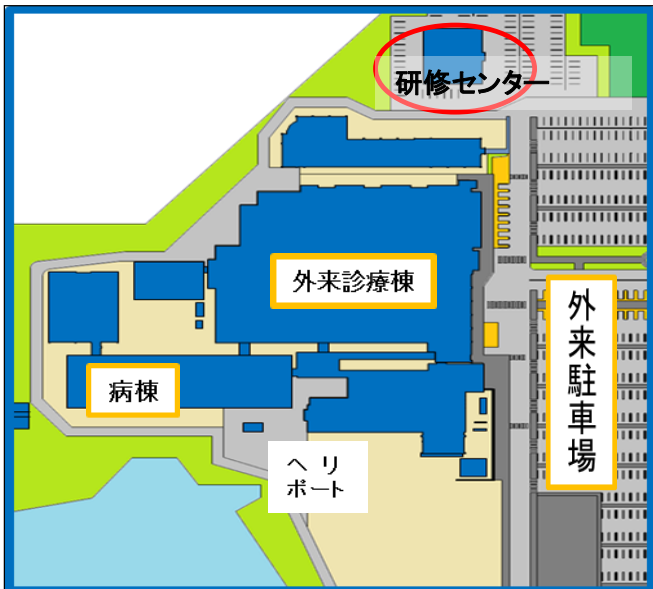 研修センター
外来診療棟
外来駐車場
病棟
ヘリ
ポート